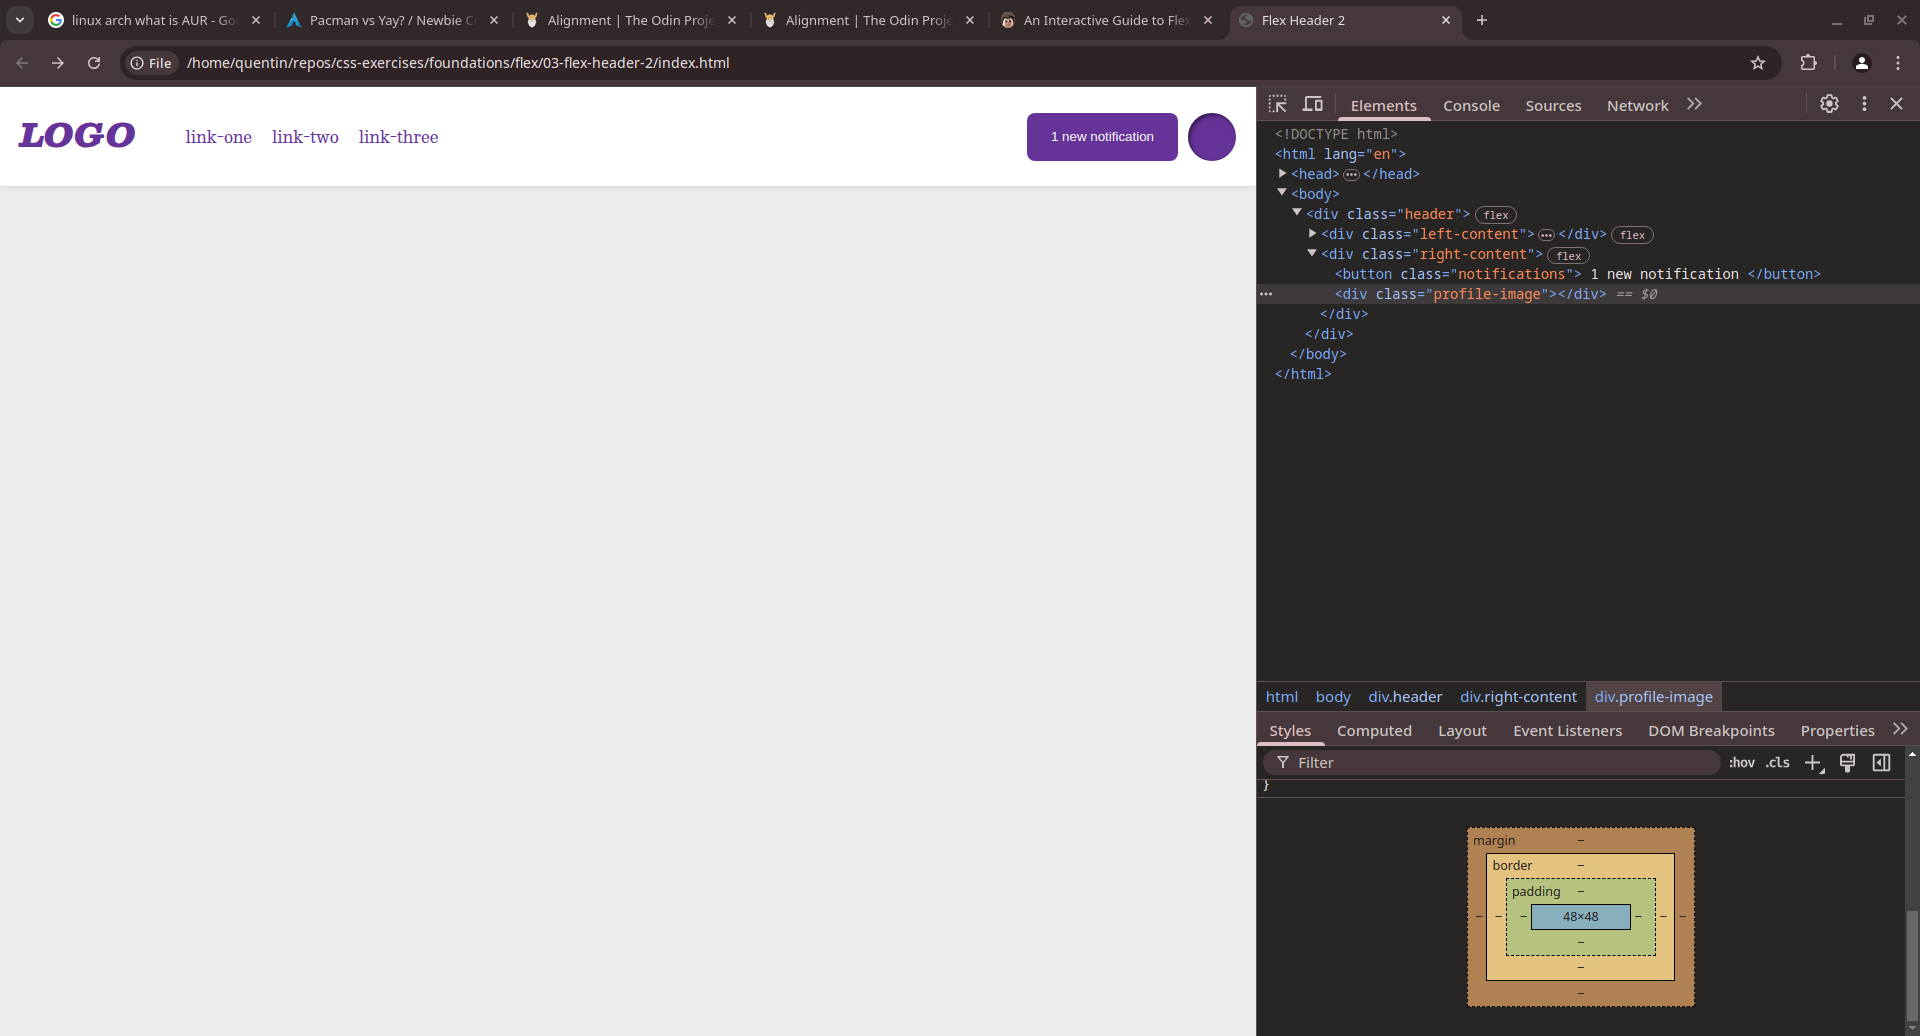 linux arch what is AUR - Go
Pacman vs Yay? / Newbie C
Alignment | The Odin Proje
Alignment | The Odin Proje
An Interactive Guide to Flex
Flex Header 2
File
/home/quentin/repos/css-exercises/foundations/flex/03-flex-header-2/index.html
LOGO
link-one
link-two
link-three
1 new notification
Elements
Console
Sources
Network
<!DOCTYPE html>
<html lang="en">
<head> ••• </head>
<body>
<div class="header"> flex
<div class="left-content"> ••• </div> flex
<div class="right-content"> flex
<button class="notifications"> 1 new notification </button>
••• <div class="profile-image"></div> == $0
</div>
</div>
</body>
</html>
html
body
div.header
div.right-content
div.profile-image
Styles
Computed
Layout
Event Listeners
DOM Breakpoints
Properties
Filter
:hov
.cls
}
margin
–
border
–
padding
–
–
–
–
48×48
–
–
–
–
–
–